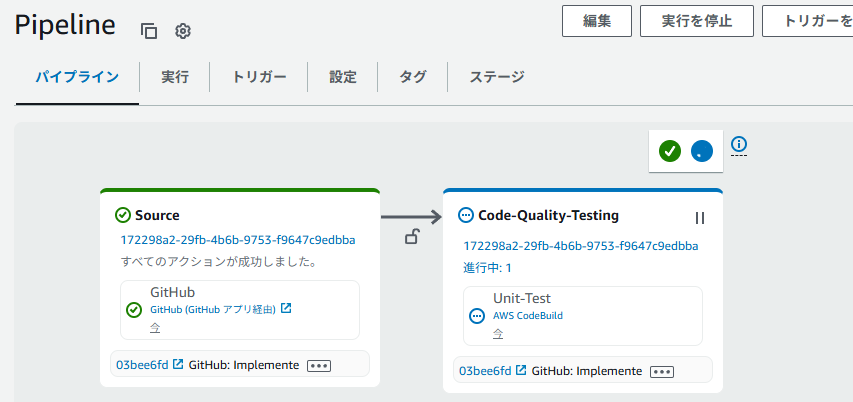 Pipeline
編集
実行を停止
トリガーを
パイプライン
実行
トリガー
設定
タグ
ステージ
Source
172298a2-29fb-4b6b-9753-f9647c9edbba
すべてのアクションが成功しました。
GitHub
GitHub (GitHub アプリ経由)
今
03bee6fd GitHub: Implemente
Code-Quality-Testing
172298a2-29fb-4b6b-9753-f9647c9edbba
進行中: 1
Unit-Test
AWS CodeBuild
今
03bee6fd GitHub: Implemente